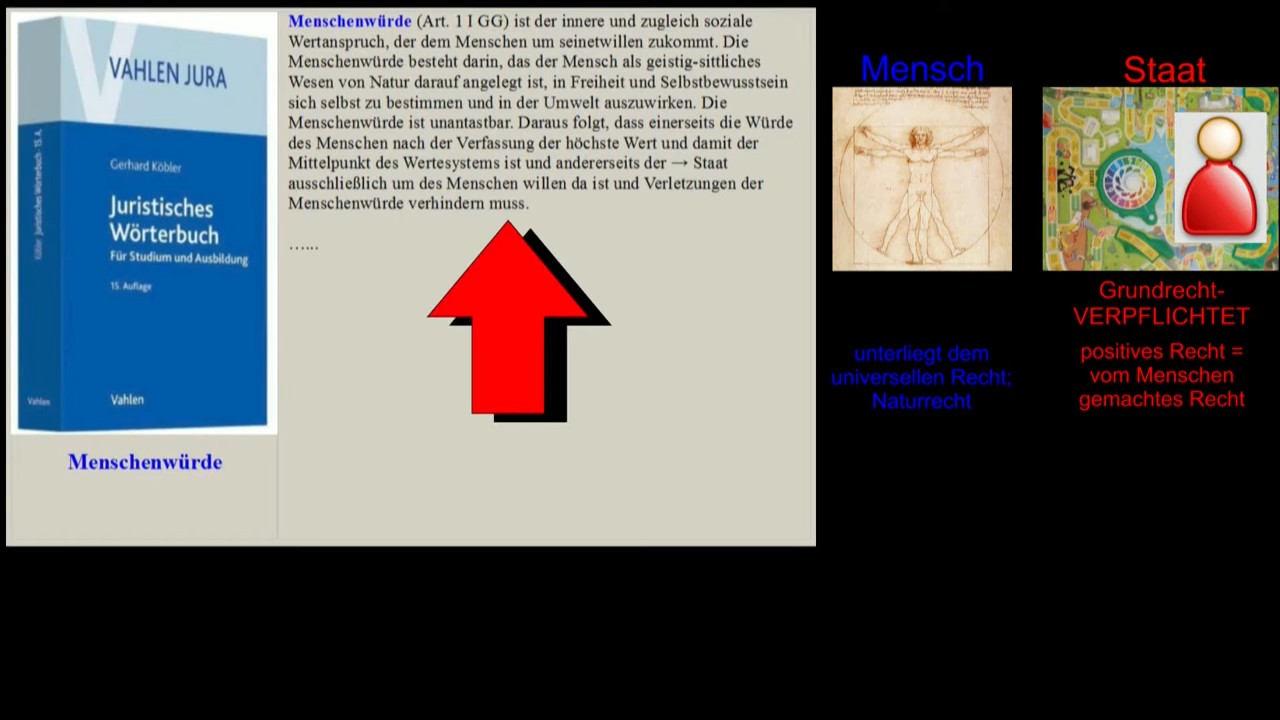 VAHLEN JURA
Gerhard Köbler
Juristisches
Wörterbuch
Für Studium und Ausbildung
15. Auflage
Vahlen
Köbler Juristisches Wörterbuch 15. A.
Vahlen
Menschenwürde
Menschenwürde (Art. 1 I GG) ist der innere und zugleich soziale
Wertanspruch, der dem Menschen um seinetwillen zukommt. Die
Menschenwürde besteht darin, das der Mensch als geistig-sittliches
Wesen von Natur darauf angelegt ist, in Freiheit und Selbstbewusstsein
sich selbst zu bestimmen und in der Umwelt auszuwirken. Die
Menschenwürde ist unantastbar. Daraus folgt, dass einerseits die Würde
des Menschen nach der Verfassung der höchste Wert und damit der
Mittelpunkt des Wertesystems ist und andererseits der → Staat
ausschließlich um des Menschen willen da ist und Verletzungen der
Menschenwürde verhindern muss.
......
Mensch
unterliegt dem
universellen Recht;
Naturrecht
Staat
Grundrecht-
VERPFLICHTET
positives Recht =
vom Menschen
gemachtes Recht